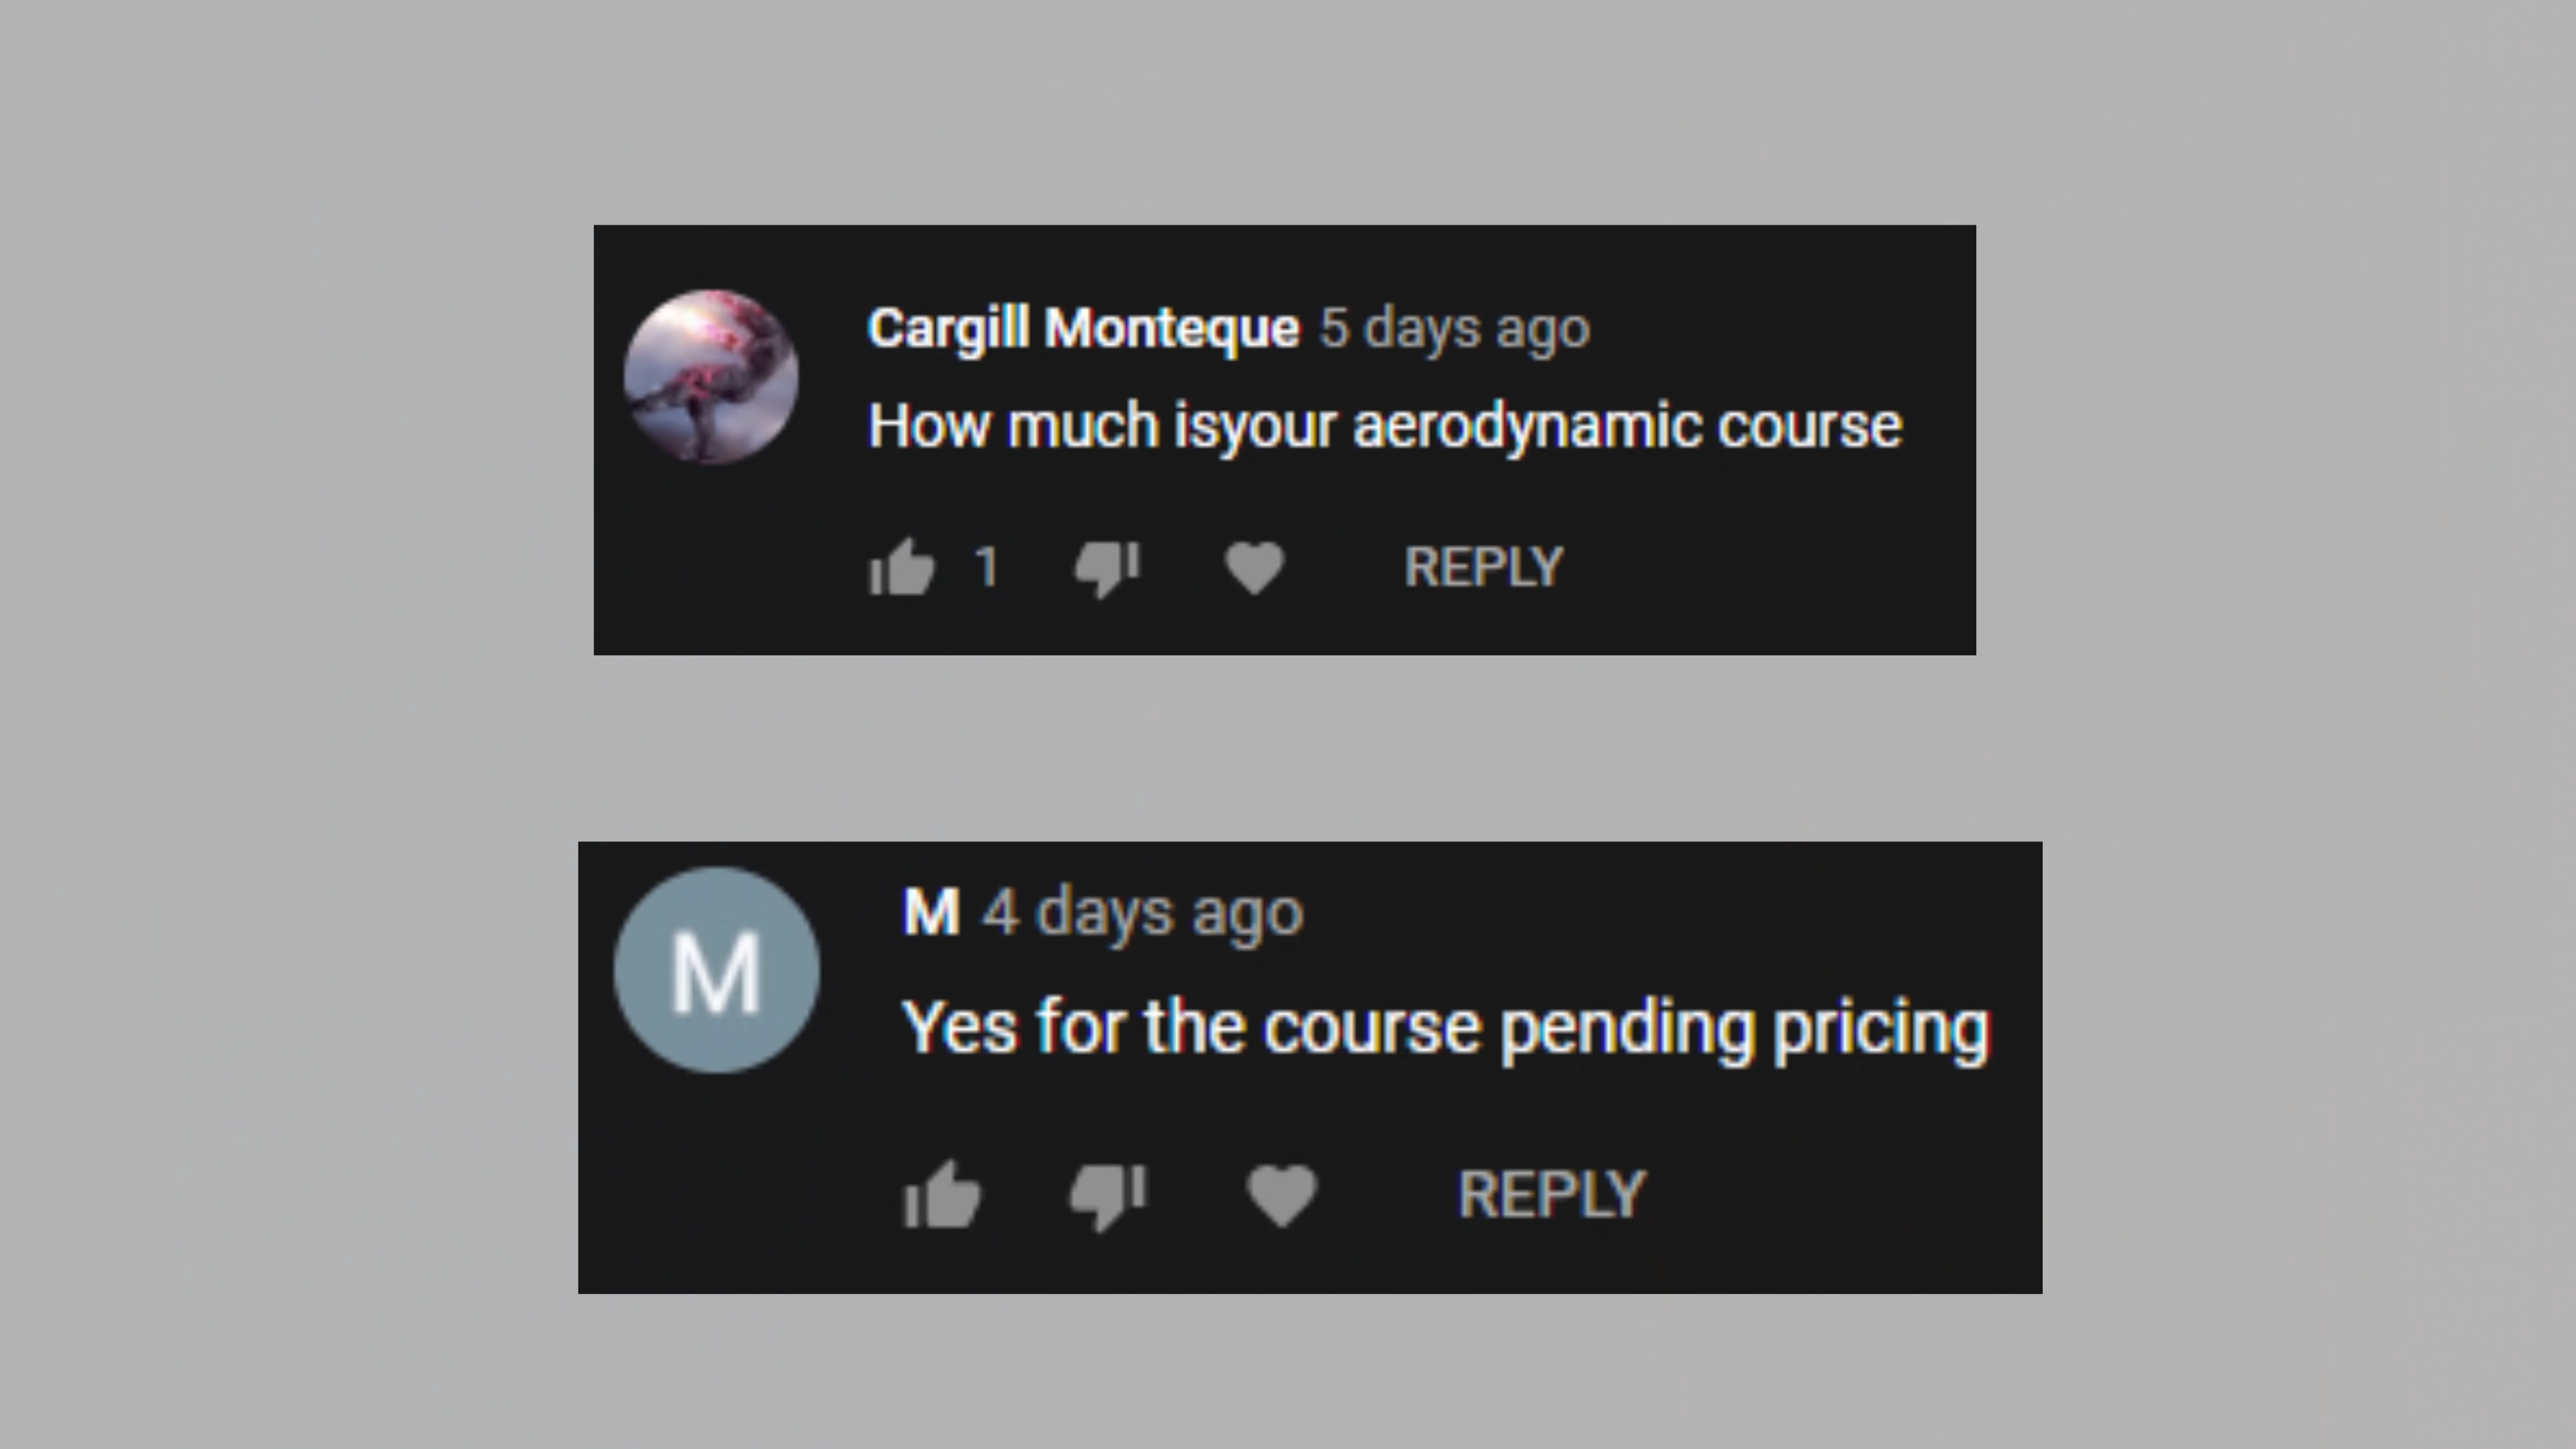 Cargill Monteque 5 days ago
How much isyour aerodynamic course
1 REPLY
M
M 4 days ago
Yes for the course pending pricing
REPLY